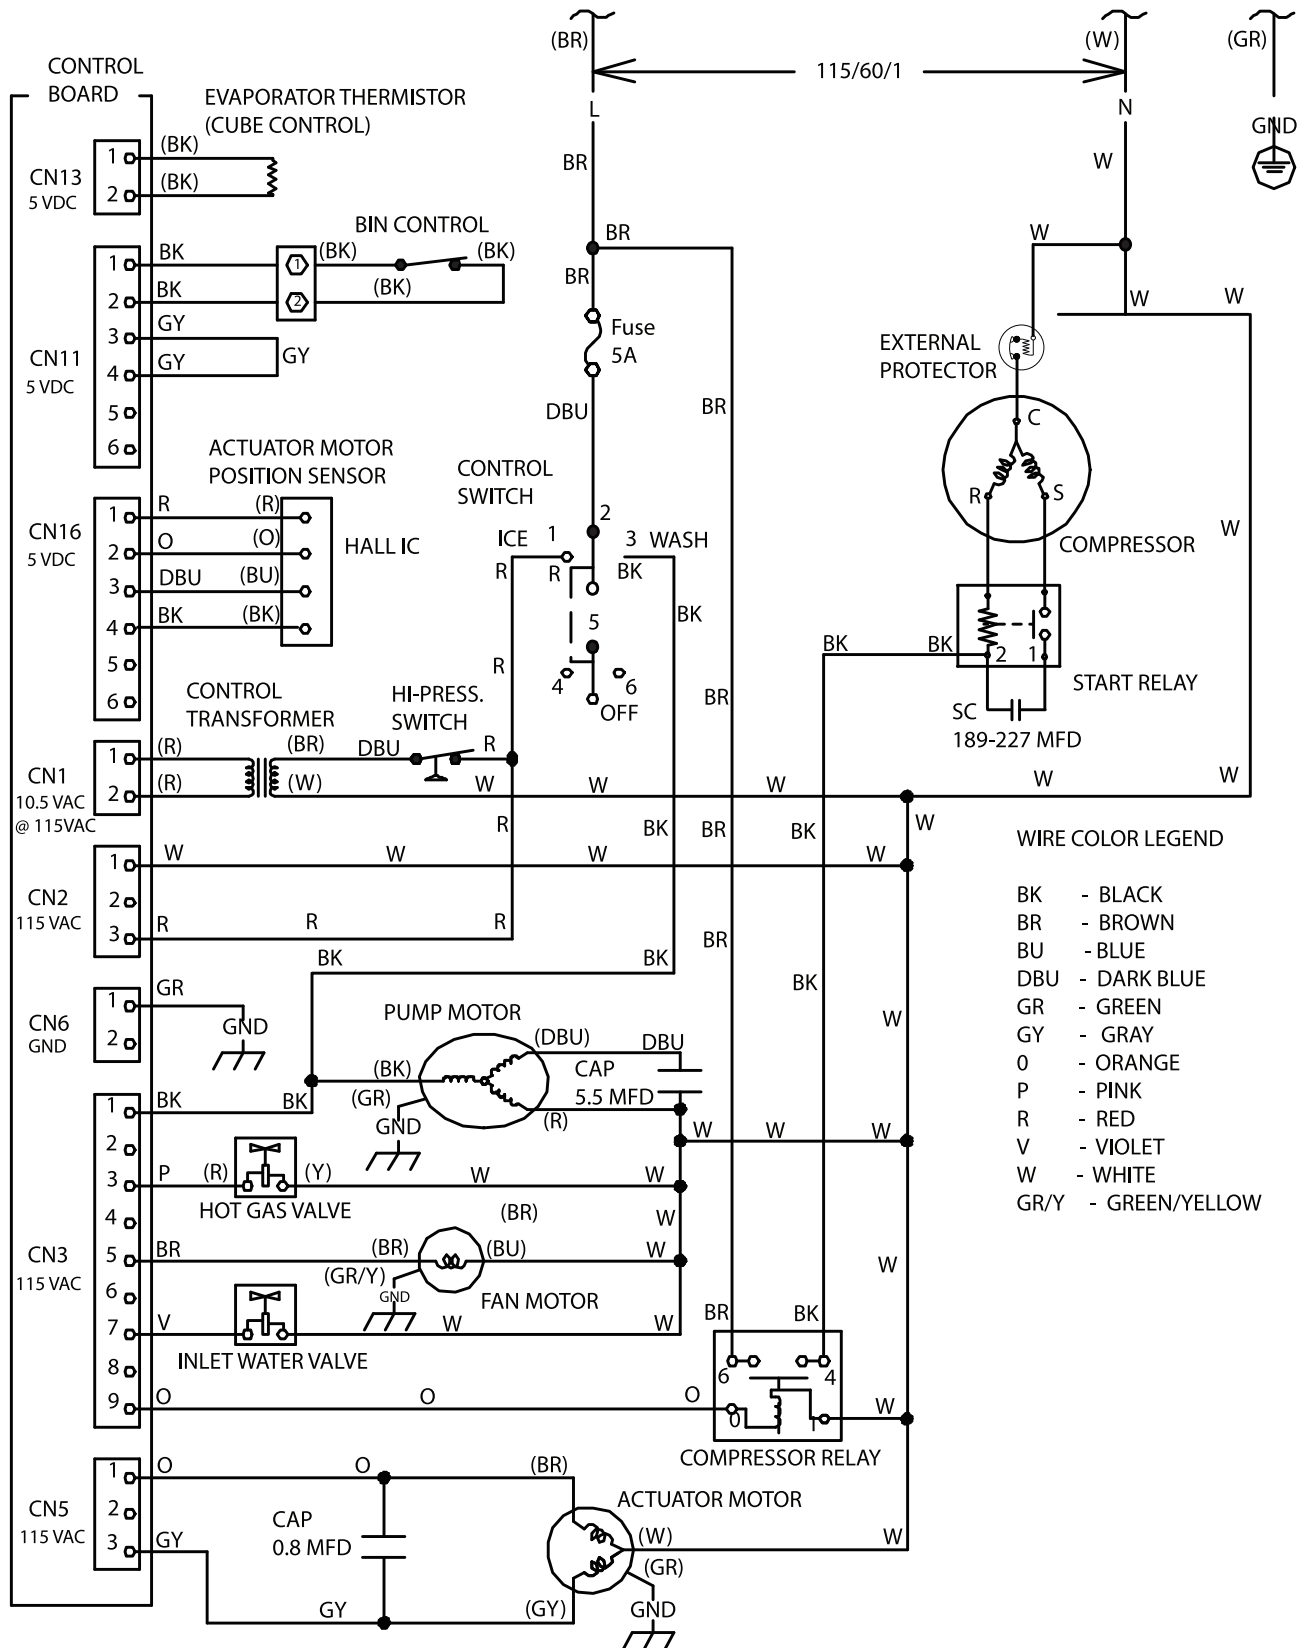 (BR)
(W)
(GR)
115/60/1
CONTROL
BOARD
L
N
GND
EVAPORATOR THERMISTOR
(CUBE CONTROL)
CN13
5 VDC
1
(BK)
2
(BK)
BR
W
BIN CONTROL
BR
W
CN11
5 VDC
1
BK
1
(BK)
(BK)
2
BK
2
(BK)
3
GY
4
GY
GY
5
6
BR
Fuse
5A
W
W
EXTERNAL
PROTECTOR
DBU
BR
C
R
S
COMPRESSOR
W
ACTUATOR MOTOR
POSITION SENSOR
CONTROL
SWITCH
CN16
5 VDC
1
R
(R)
2
O
(O)
3
DBU
(BU)
4
BK
(BK)
5
6
HALL IC
2
ICE
1
3
WASH
R
R
BK
BK
5
R
4
6
OFF
BR
BK
BK
2
1
START RELAY
SC
189-227 MFD
CONTROL
TRANSFORMER
HI-PRESS.
SWITCH
CN1
10.5 VAC
@ 115VAC
1
(R)
(BR)
DBU
R
2
(R)
(W)
W
W
W
W
W
R
BK
BR
BK
W
WIRE COLOR LEGEND
BK - BLACK
BR - BROWN
BU - BLUE
DBU - DARK BLUE
GR - GREEN
GY - GRAY
0 - ORANGE
P - PINK
R - RED
V - VIOLET
W - WHITE
GR/Y - GREEN/YELLOW
CN2
115 VAC
1
W
W
W
W
2
3
R
R
R
BR
BK
BK
BK
W
CN6
GND
1
GR
2
GND
PUMP MOTOR
(DBU)
DBU
CAP
5.5 MFD
(BK)
(GR)
GND
(R)
CN3
115 VAC
1
BK
BK
2
W
W
W
3
P
(R)
(Y)
W
W
HOT GAS VALVE
4
(BR)
W
5
BR
(BR)
(BU)
W
W
(GR/Y)
GND
FAN MOTOR
6
7
V
W
W
INLET WATER VALVE
8
9
O
O
O
BR
BK
6
4
0
1
W
COMPRESSOR RELAY
CN5
115 VAC
1
O
O
(BR)
2
3
GY
CAP
0.8 MFD
ACTUATOR MOTOR
(W)
W
(GR)
GY
(GY)
GND